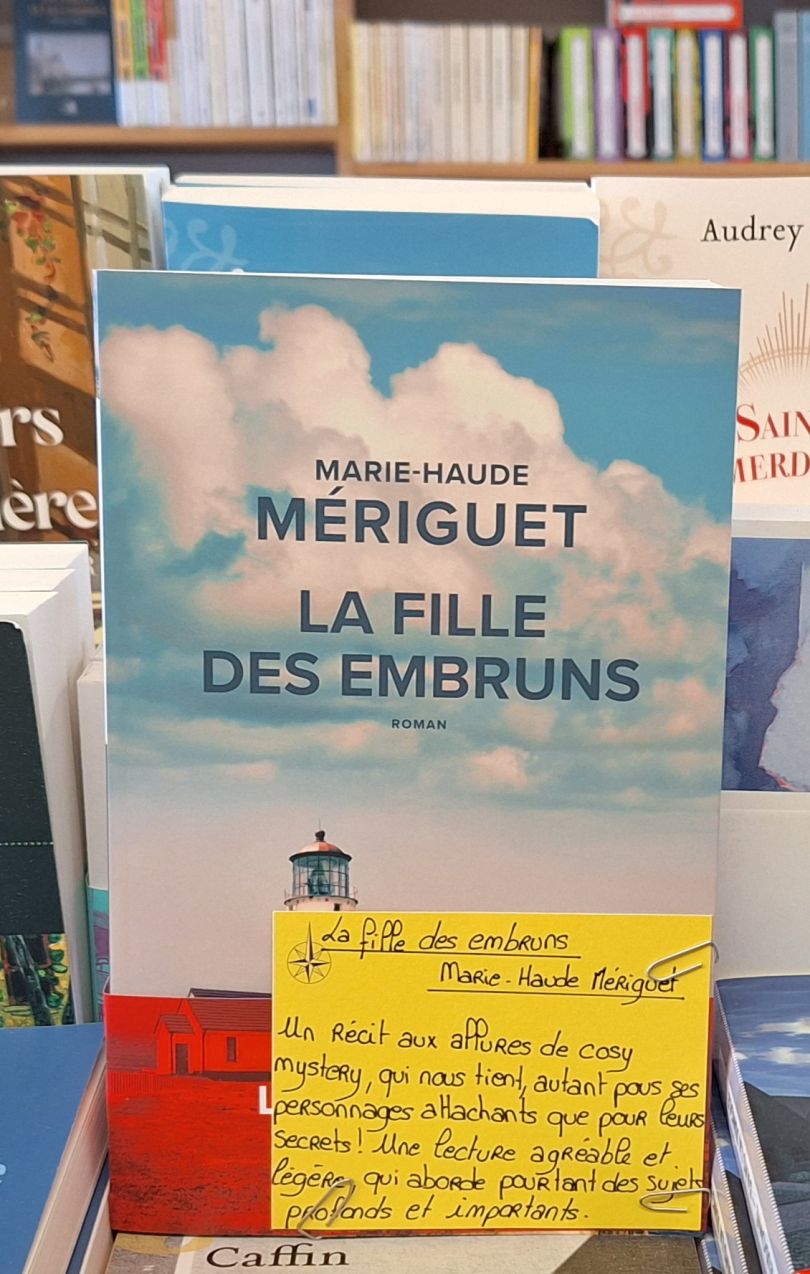 Audrey
SAIN
MERD
rs
ère
MARIE-HAUDE
MÉRIGUET
LA FILLE
DES EMBRUNS
ROMAN
La fille des embruns
Marie-Haude Mériguet
Un récit aux allures de cosy
mystery, qui nous tient, autant pous ses
personnages attachants que pour leurs
secrets! Une lecture agréable et
légère, qui aborde pourtant des sujets
profonds et importants.
L
Caffin